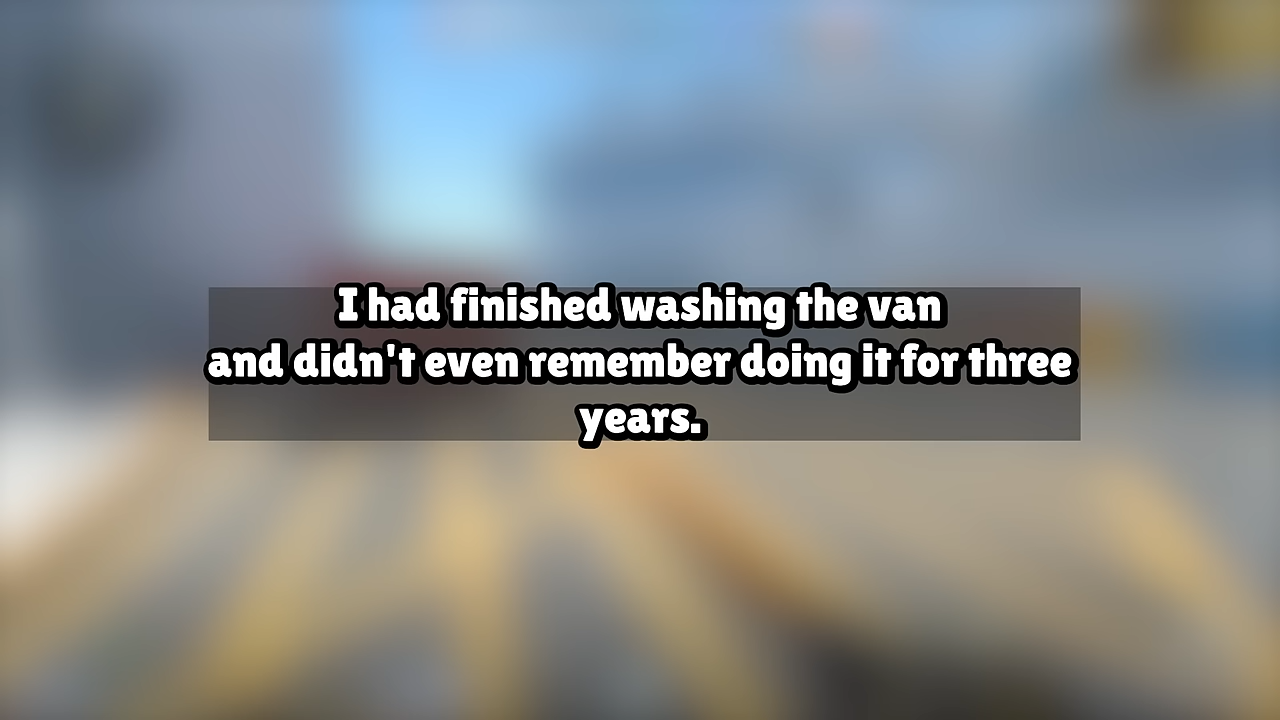 I had finished washing the van
and didn't even remember doing it for three
years.